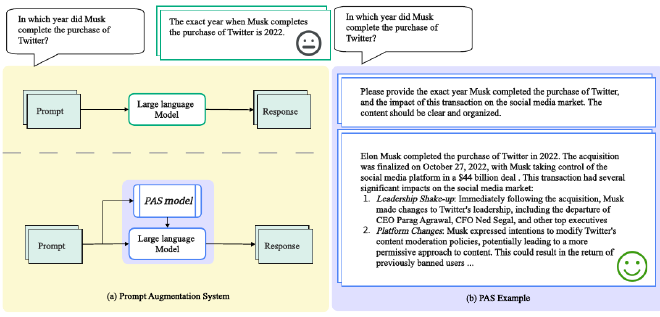 In which year did Musk
complete the purchase of
Twitter?
The exact year when Musk completes
the purchase of Twitter is 2022.
Prompt
Large language
Model
Response
PAS model
Prompt
Large language
Model
Response
(a) Prompt Augmentation System
In which year did Musk
complete the purchase of
Twitter?
Please provide the exact year Musk completed the purchase of Twitter,
and the impact of this transaction on the social media market. The
content should be clear and organized.
Elon Musk completed the purchase of Twitter in 2022. The acquisition
was finalized on October 27, 2022, with Musk taking control of the
social media platform in a $44 billion deal . This transaction had several
significant impacts on the social media market:
1. Leadership Shake-up: Immediately following the acquisition, Musk
made changes to Twitter's leadership, including the departure of
CEO Parag Agrawal, CFO Ned Segal, and other top executives
2. Platform Changes: Musk expressed intentions to modify Twitter's
content moderation policies, potentially leading to a more
permissive approach to content. This could result in the return of
previously banned users ...
(b) PAS Example